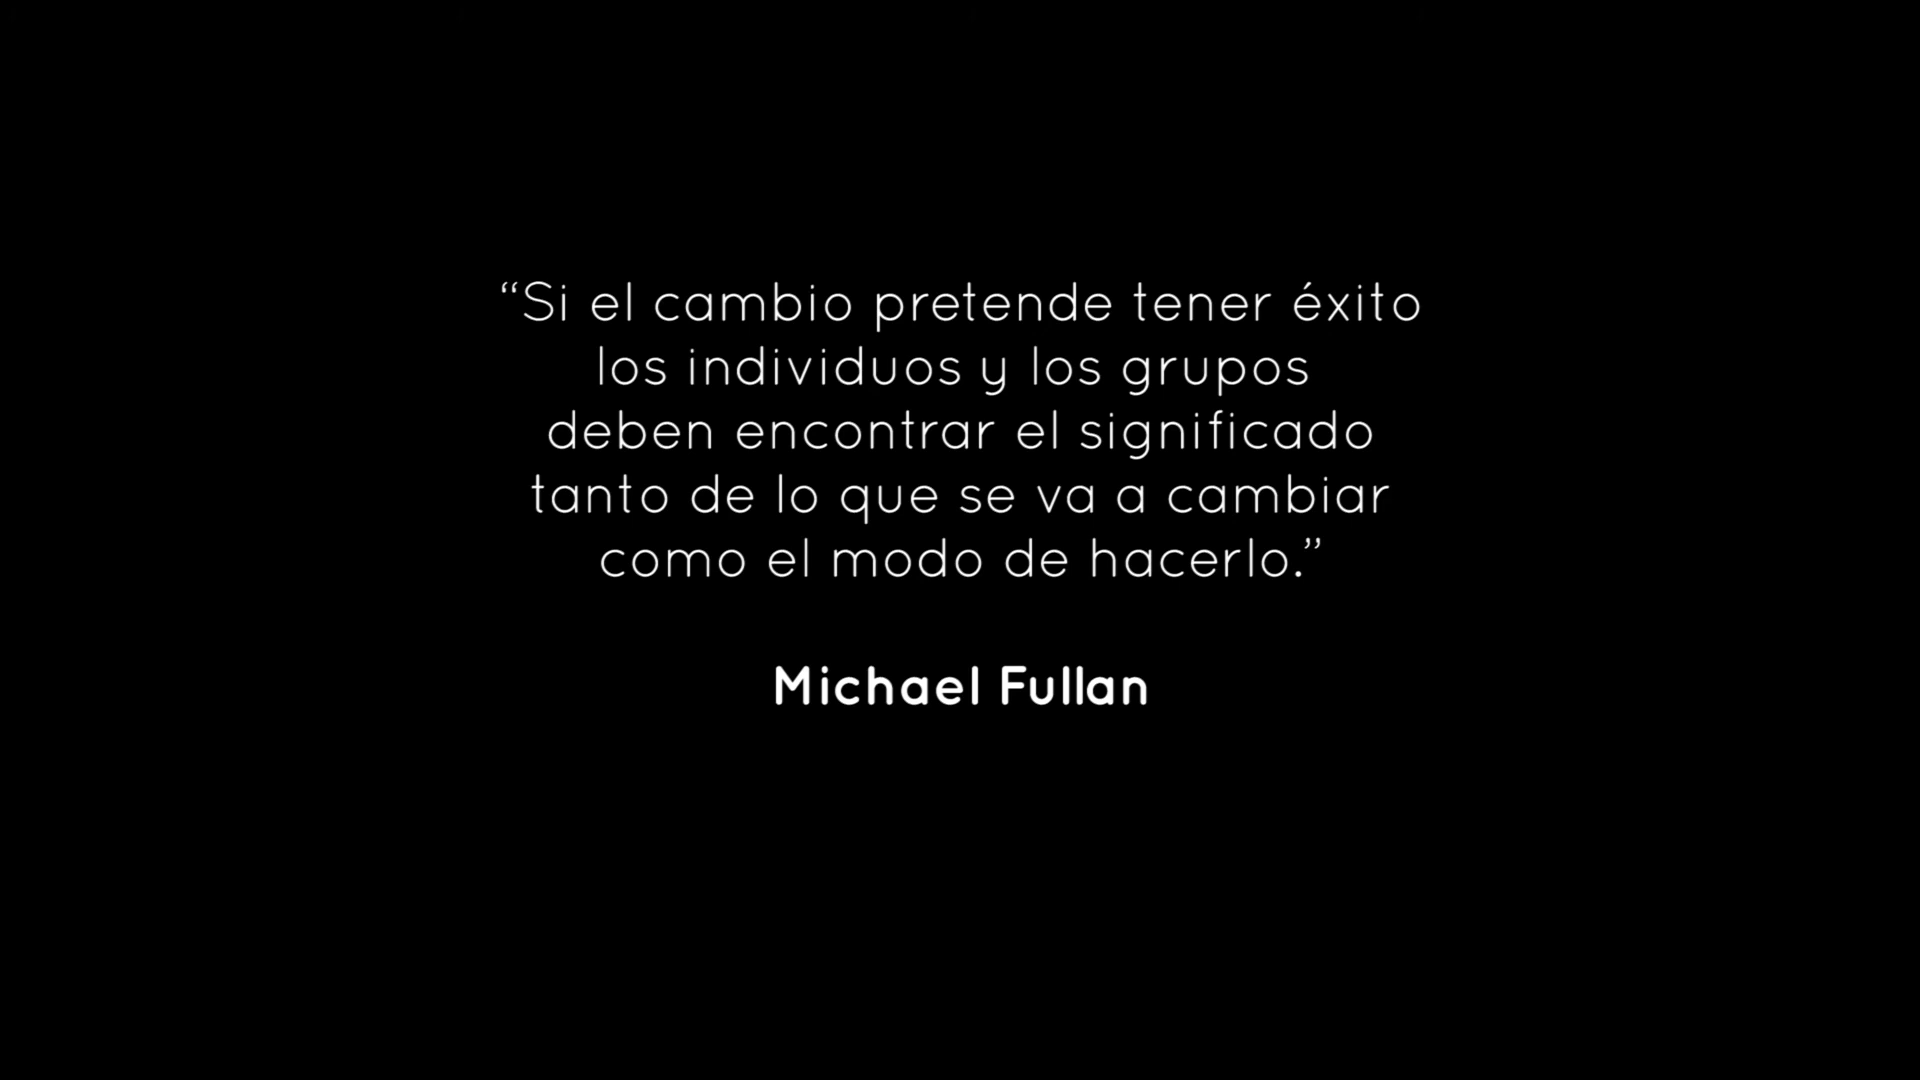 “Si el cambio pretende tener éxito
los individuos y los grupos
deben encontrar el significado
tanto de lo que se va a cambiar
como el modo de hacerlo.”
Michael Fullan